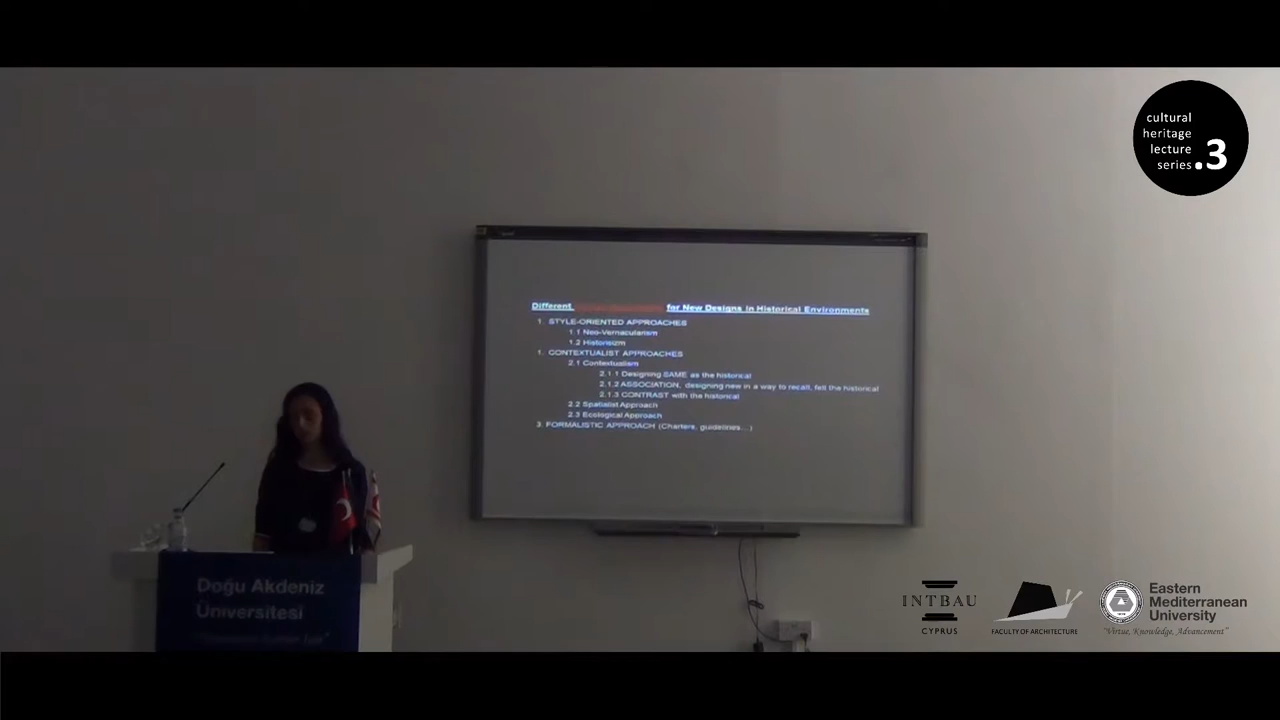 cultural
heritage
lecture
series.3
Different for New Designs in Historical Environments
1. STYLE-ORIENTED APPROACHES
1.1 Neo-Vernacularism
1.2 Historisizm
1. CONTEXTUALIST APPROACHES
2.1 Contextualism
2.1.1 Designing SAME as the historical
2.1.2 ASSOCIATION, designing new in a way to recall, felt the historical
2.1.3 CONTRAST with the historical
2.2 Spatialist Approach
2.3 Ecological Approach
3. FORMALISTIC APPROACH (Charters, guidelines...)
Doğu Akdeniz
Üniversitesi
INTBAU
CYPRUS
FACULTY OF ARCHITECTURE
Eastern
Mediterranean
University
"Virtue, Knowledge, Advancement"